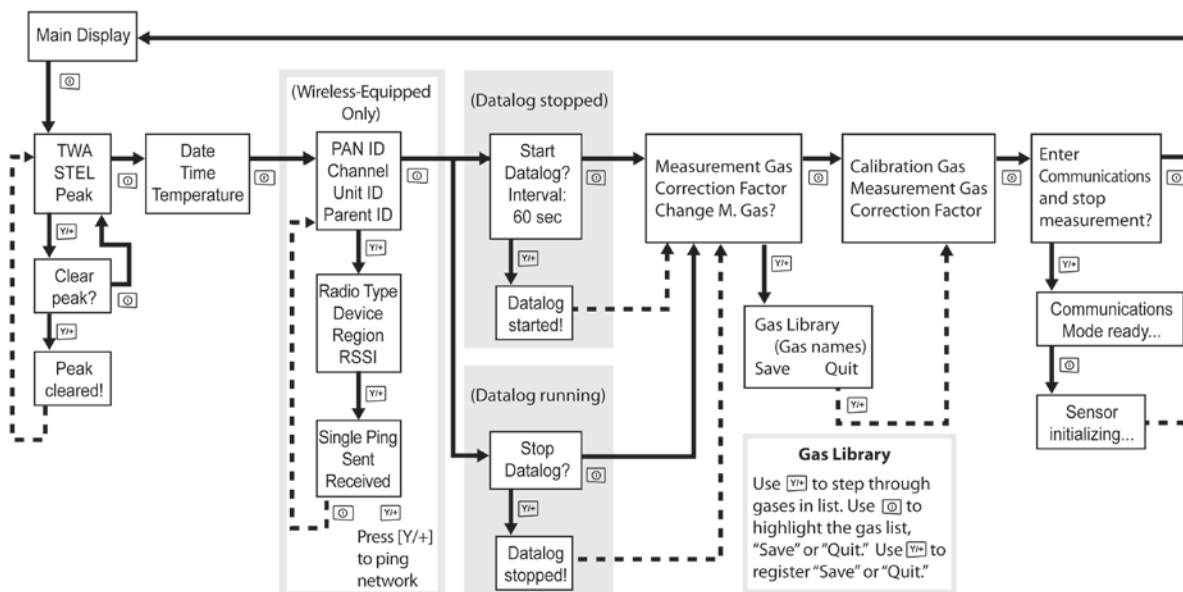 Main Display
TWA
STEL
Peak
Y/+
Clear
peak?
Y/+
Peak
cleared!
Date
Time
Temperature
(Wireless-Equipped
Only)
PAN ID
Channel
Unit ID
Parent ID
Y/+
Radio Type
Device
Region
RSSI
Y/+
Single Ping
Sent
Received
Y/+
Press [Y/+]
to ping
network
(Datalog stopped)
Start
Datalog?
Interval:
60 sec
Y/+
Datalog
started!
(Datalog running)
Stop
Datalog?
Y/+
Datalog
stopped!
Measurement Gas
Correction Factor
Change M. Gas?
Y/+
Gas Library
(Gas names)
Save Quit
Y/+
Calibration Gas
Measurement Gas
Correction Factor
Enter
Communications
and stop
measurement?
Y/+
Communications
Mode ready...
Sensor
initializing...
Gas Library
Use Y/+ to step through
gases in list. Use to
highlight the gas list,
“Save” or “Quit.” Use Y/+ to
register “Save” or “Quit.”